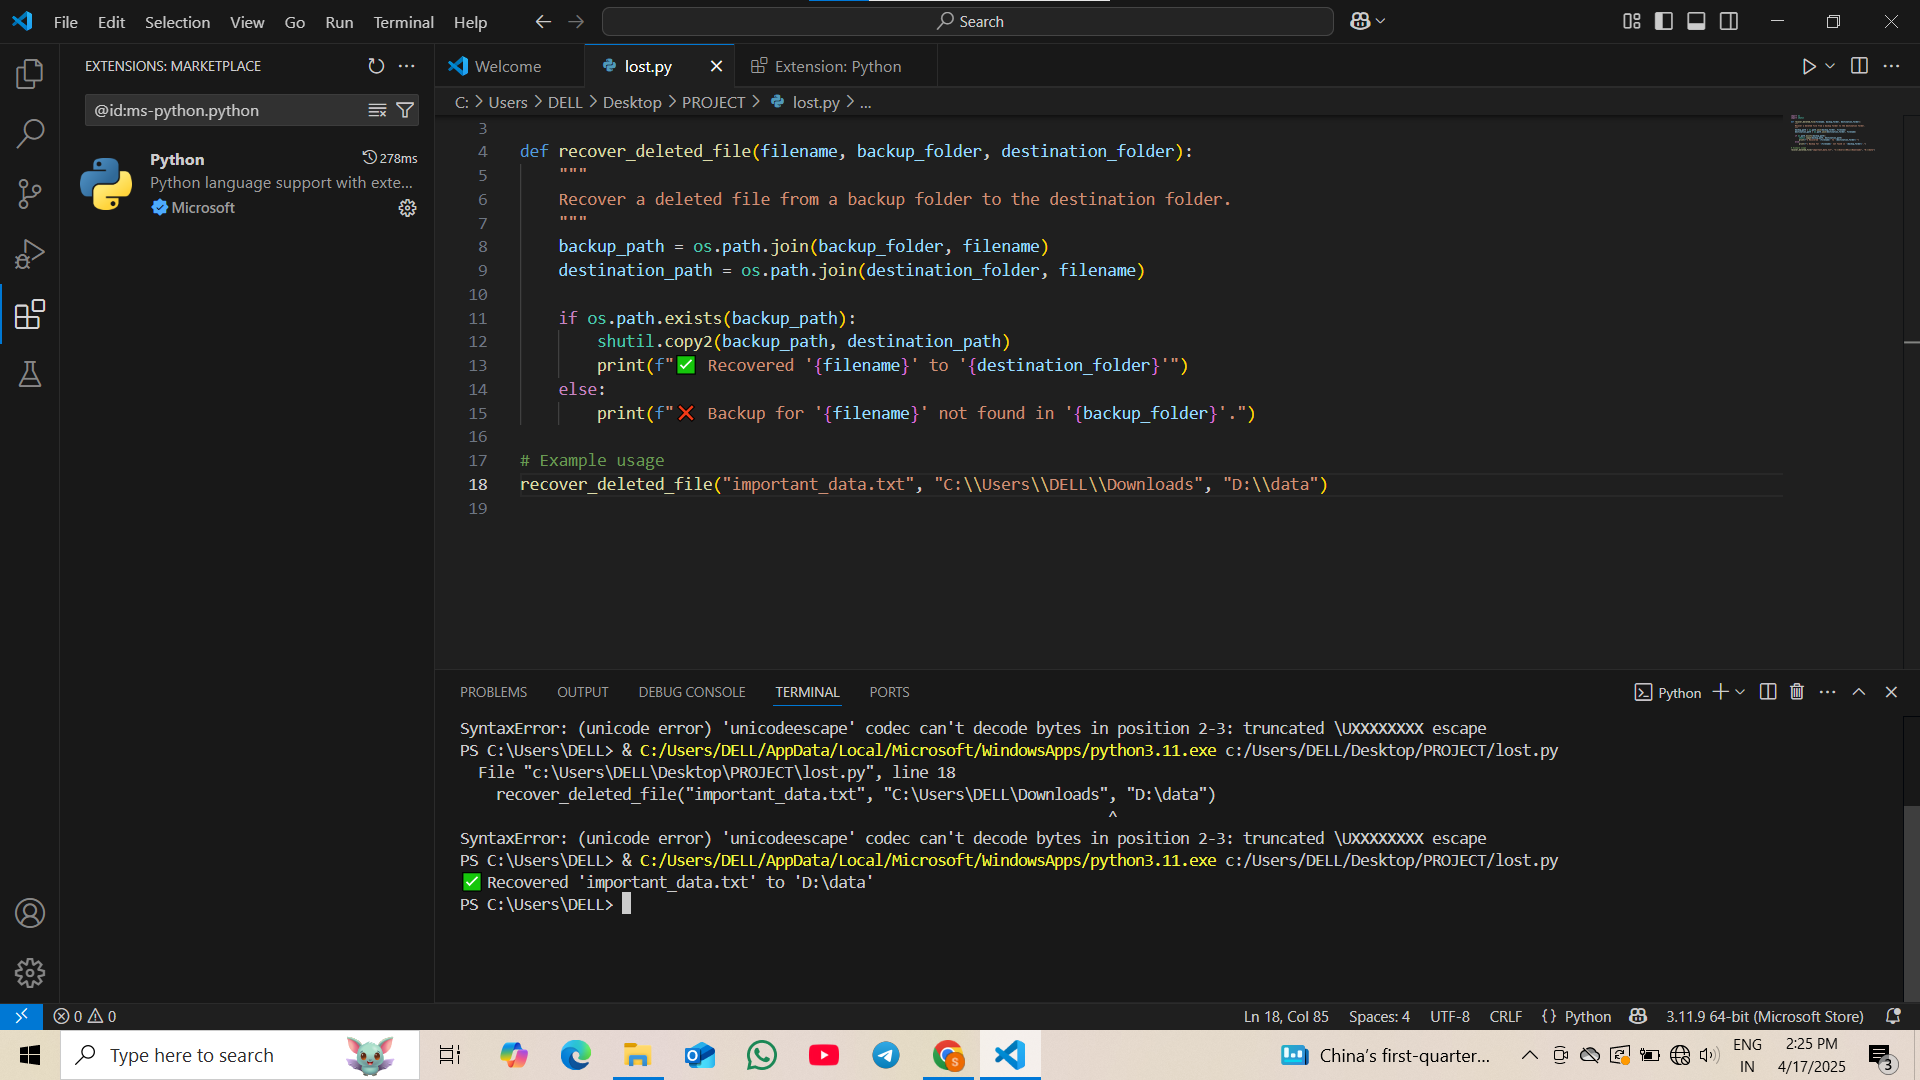 File Edit Selection View Go Run Terminal Help
Search
EXTENSIONS: MARKETPLACE
@id:ms-python.python
Python
278ms
Python language support with exte...
Microsoft
Welcome
lost.py
Extension: Python
C: > Users > DELL > Desktop > PROJECT > lost.py > ...
3
4 def recover_deleted_file(filename, backup_folder, destination_folder):
5 """
6 Recover a deleted file from a backup folder to the destination folder.
7 """
8 backup_path = os.path.join(backup_folder, filename)
9 destination_path = os.path.join(destination_folder, filename)
10
11 if os.path.exists(backup_path):
12 shutil.copy2(backup_path, destination_path)
13 print(f"✅ Recovered '{filename}' to '{destination_folder}'")
14 else:
15 print(f"❌ Backup for '{filename}' not found in '{backup_folder}'.")
16
17 # Example usage
18 recover_deleted_file("important_data.txt", "C:\\Users\\DELL\\Downloads", "D:\\data")
19
PROBLEMS OUTPUT DEBUG CONSOLE TERMINAL PORTS
Python
SyntaxError: (unicode error) 'unicodeescape' codec can't decode bytes in position 2-3: truncated \UXXXXXXXX escape
PS C:\Users\DELL> & C:/Users/DELL/AppData/Local/Microsoft/WindowsApps/python3.11.exe c:/Users/DELL/Desktop/PROJECT/lost.py
File "c:\Users\DELL\Desktop\PROJECT\lost.py", line 18
recover_deleted_file("important_data.txt", "C:\Users\DELL\Downloads", "D:\data")
^
SyntaxError: (unicode error) 'unicodeescape' codec can't decode bytes in position 2-3: truncated \UXXXXXXXX escape
PS C:\Users\DELL> & C:/Users/DELL/AppData/Local/Microsoft/WindowsApps/python3.11.exe c:/Users/DELL/Desktop/PROJECT/lost.py
✅ Recovered 'important_data.txt' to 'D:\data'
PS C:\Users\DELL>
0 0
Ln 18, Col 85 Spaces: 4 UTF-8 CRLF {} Python 3.11.9 64-bit (Microsoft Store)
Type here to search
China's first-quarter...
ENG
IN
2:25 PM
4/17/2025
3